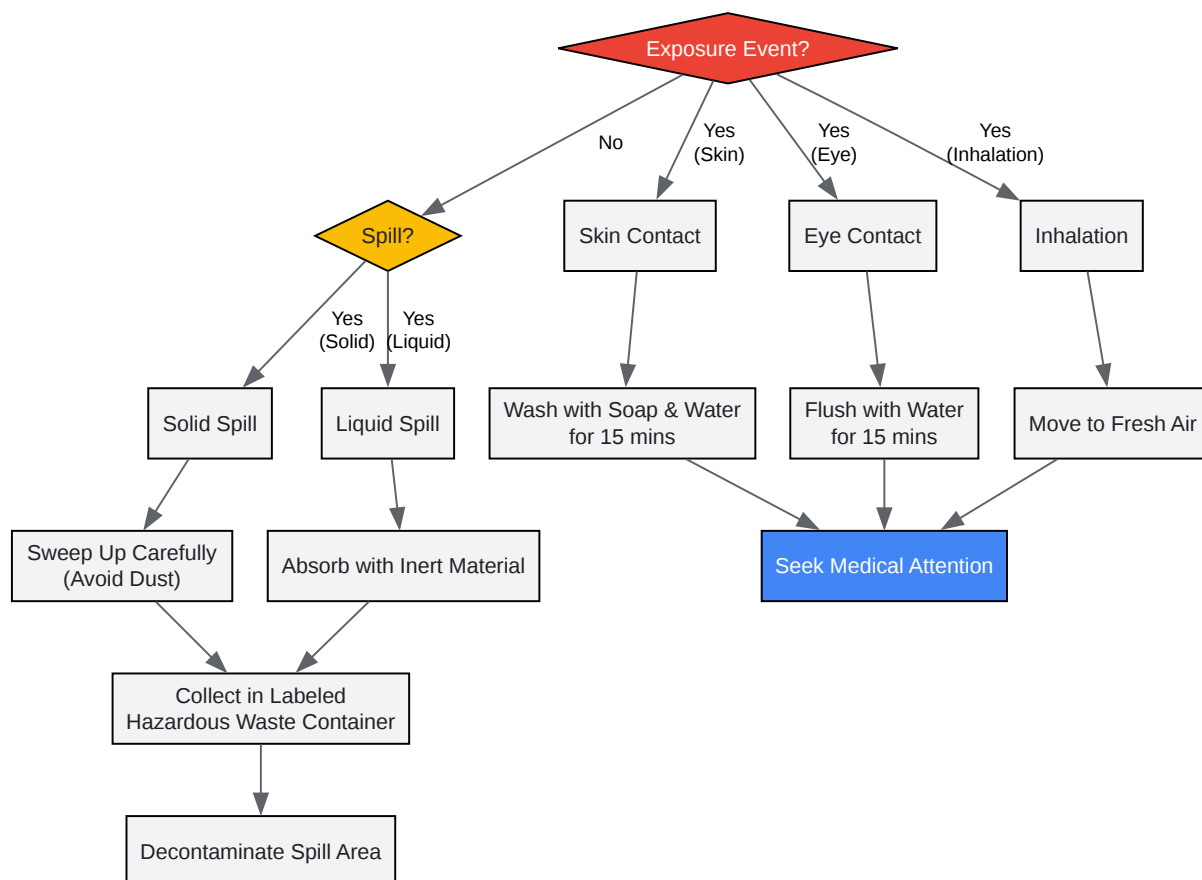 Exposure Event?
No
Yes
(Skin)
Yes
(Eye)
Yes
(Inhalation)
Spill?
Skin Contact
Eye Contact
Inhalation
Yes
(Solid)
Yes
(Liquid)
Solid Spill
Liquid Spill
Wash with Soap & Water
for 15 mins
Flush with Water
for 15 mins
Move to Fresh Air
Sweep Up Carefully
(Avoid Dust)
Absorb with Inert Material
Seek Medical Attention
Collect in Labeled
Hazardous Waste Container
Decontaminate Spill Area